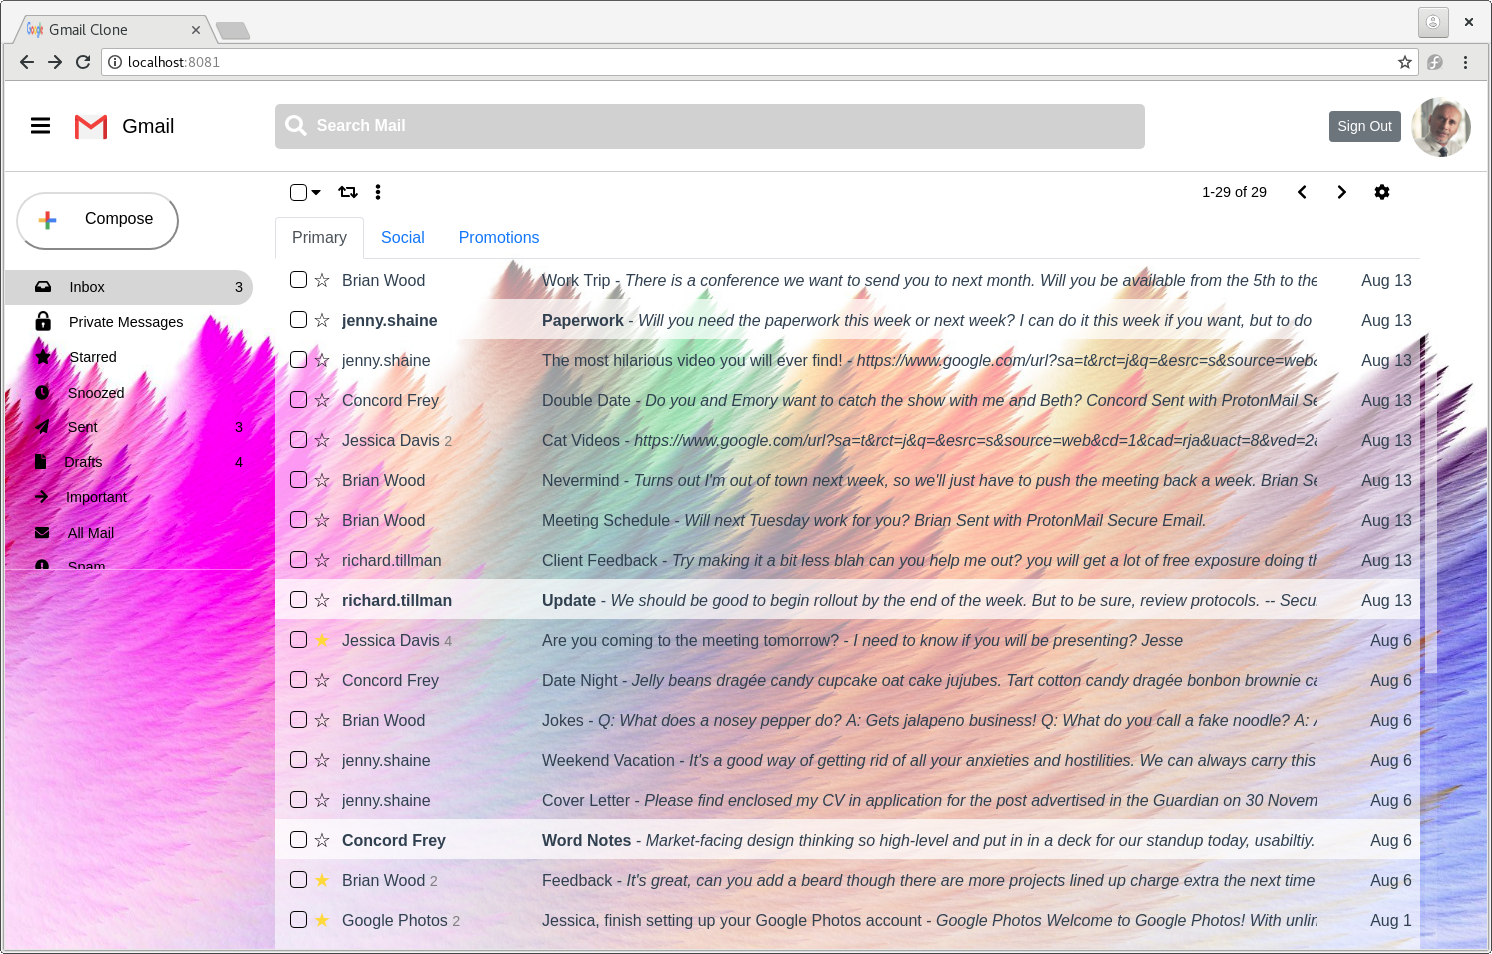 Gmail Clone
localhost:8081
Gmail
Search Mail
Sign Out
Compose
1-29 of 29
Primary Social Promotions
Inbox 3
Private Messages
Starred
Snoozed
Sent 3
Drafts 4
Important
All Mail
Spam
Brian Wood Work Trip - There is a conference we want to send you to next month. Will you be available from the 5th to the Aug 13
jenny.shaine Paperwork - Will you need the paperwork this week or next week? I can do it this week if you want, but to do Aug 13
jenny.shaine The most hilarious video you will ever find! - https://www.google.com/url?sa=t&rct=j&q=&esrc=s&source=web& Aug 13
Concord Frey Double Date - Do you and Emory want to catch the show with me and Beth? Concord Sent with ProtonMail Se Aug 13
Jessica Davis 2 Cat Videos - https://www.google.com/url?sa=t&rct=j&q=&esrc=s&source=web&cd=1&cad=rja&uact=8&ved=2a Aug 13
Brian Wood Nevermind - Turns out I'm out of town next week, so we'll just have to push the meeting back a week. Brian Se Aug 13
Brian Wood Meeting Schedule - Will next Tuesday work for you? Brian Sent with ProtonMail Secure Email. Aug 13
richard.tillman Client Feedback - Try making it a bit less blah can you help me out? you will get a lot of free exposure doing th Aug 13
richard.tillman Update - We should be good to begin rollout by the end of the week. But to be sure, review protocols. -- Secu Aug 13
Jessica Davis 4 Are you coming to the meeting tomorrow? - I need to know if you will be presenting? Jesse Aug 6
Concord Frey Date Night - Jelly beans dragée candy cupcake oat cake jujubes. Tart cotton candy dragée bonbon brownie ca Aug 6
Brian Wood Jokes - Q: What does a nosey pepper do? A: Gets jalapeno business! Q: What do you call a fake noodle? A: Aug 6
jenny.shaine Weekend Vacation - It's a good way of getting rid of all your anxieties and hostilities. We can always carry this Aug 6
jenny.shaine Cover Letter - Please find enclosed my CV in application for the post advertised in the Guardian on 30 Novem Aug 6
Concord Frey Word Notes - Market-facing design thinking so high-level and put in in a deck for our standup today, usabiltiy. Aug 6
Brian Wood 2 Feedback - It's great, can you add a beard though there are more projects lined up charge extra the next time Aug 6
Google Photos 2 Jessica, finish setting up your Google Photos account - Google Photos Welcome to Google Photos! With unlin Aug 1